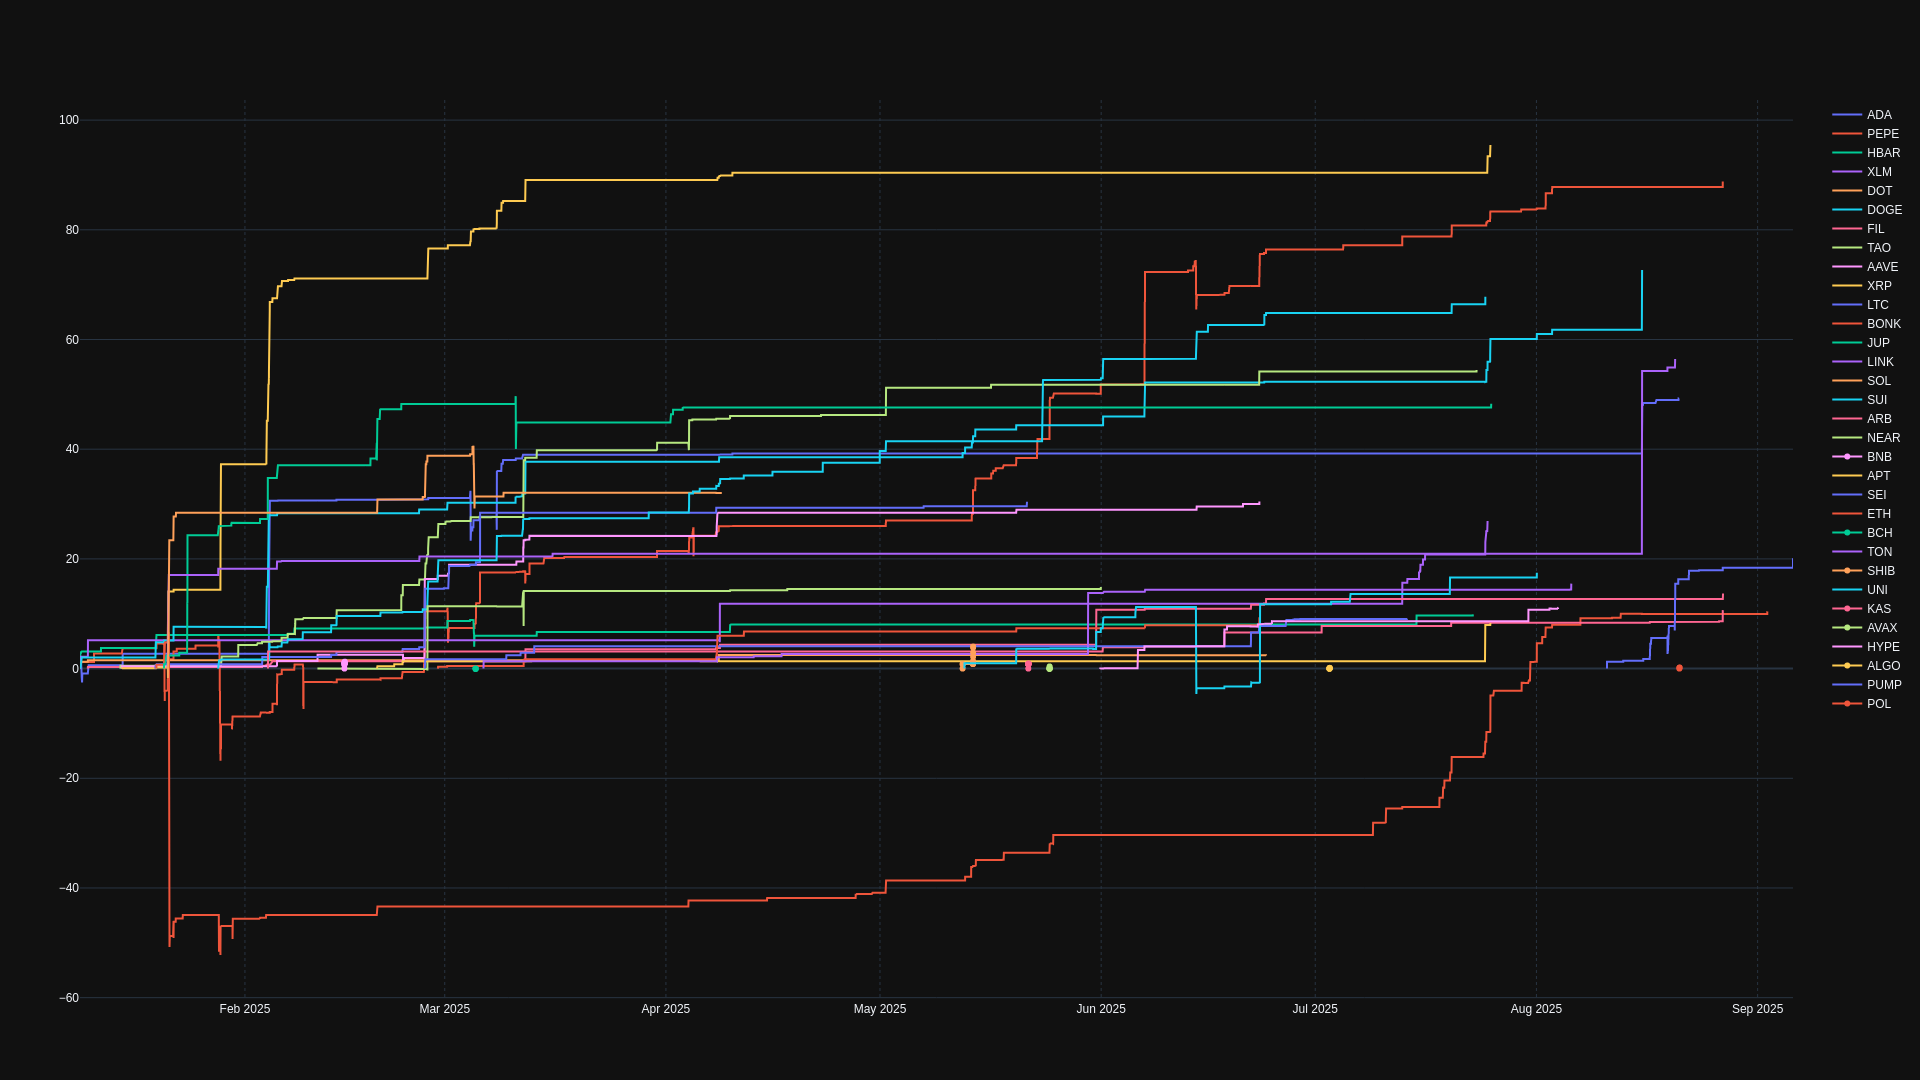 100
80
60
40
20
0
−20
−40
−60
Feb 2025
Mar 2025
Apr 2025
May 2025
Jun 2025
Jul 2025
Aug 2025
Sep 2025
ADA
PEPE
HBAR
XLM
DOT
DOGE
FIL
TAO
AAVE
XRP
LTC
BONK
JUP
LINK
SOL
SUI
ARB
NEAR
BNB
APT
SEI
ETH
BCH
TON
SHIB
UNI
KAS
AVAX
HYPE
ALGO
PUMP
POL